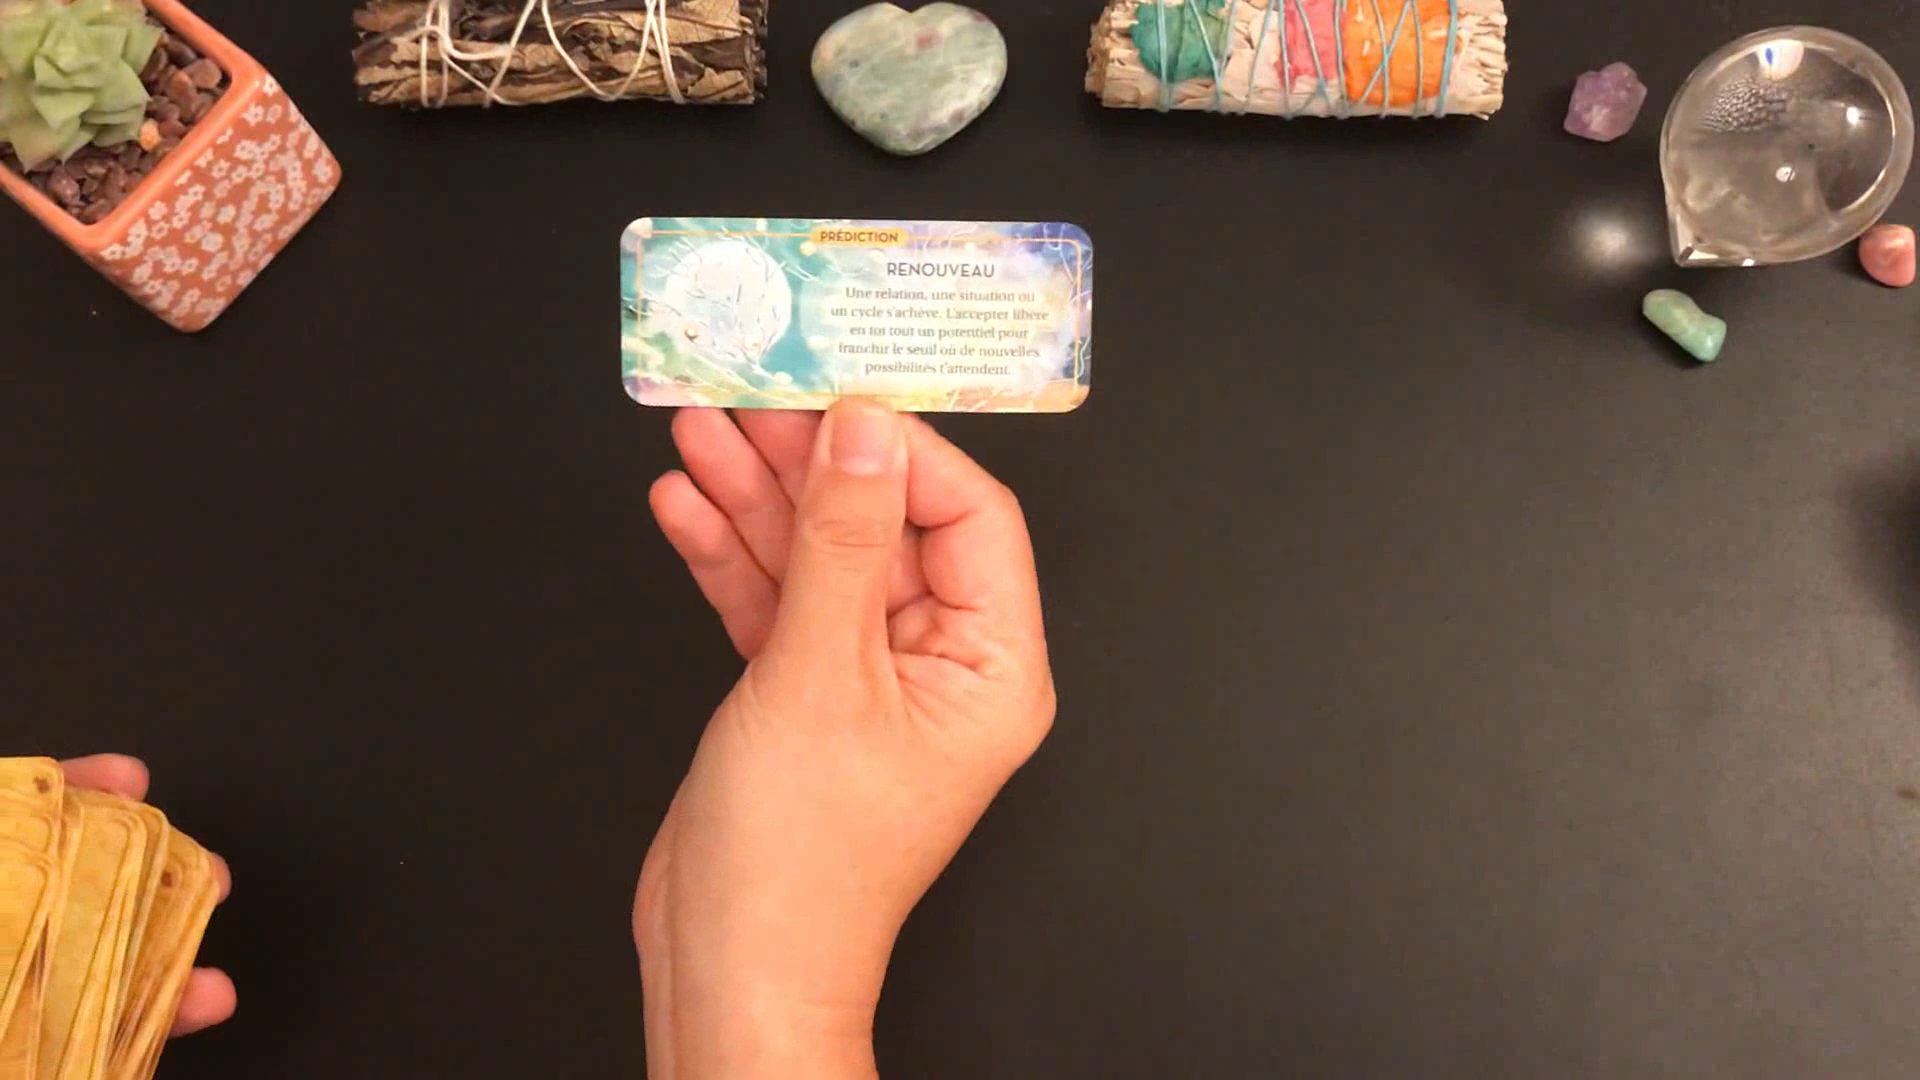 PRÉDICTION
RENOUVEAU
Une relation, une situation ou
un cycle s'achève. L'accepter libère
en toi tout un potentiel pour
franchir le seuil où de nouvelles
possibilités t'attendent.